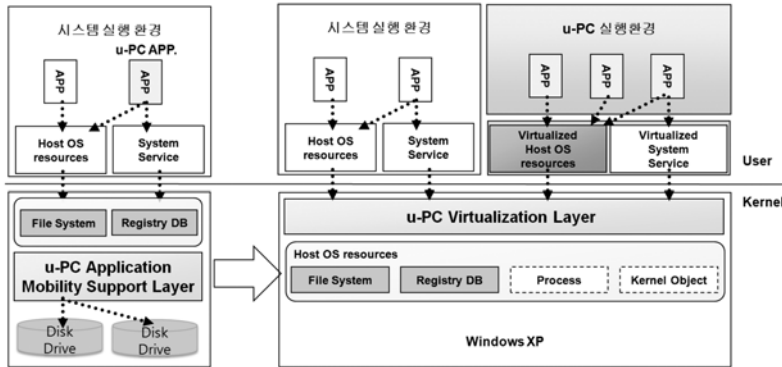 시스템 실행 환경
u-PC APP.
APP
APP
Host OS
resources
System
Service
File System
Registry DB
u-PC Application
Mobility Support Layer
Disk
Drive
Disk
Drive
시스템 실행 환경
APP
APP
Host OS
resources
System
Service
u-PC 실행환경
APP
APP
APP
Virtualized
Host OS
resources
Virtualized
System
Service
User
Kernel
u-PC Virtualization Layer
Host OS resources
File System
Registry DB
Process
Kernel Object
Windows XP